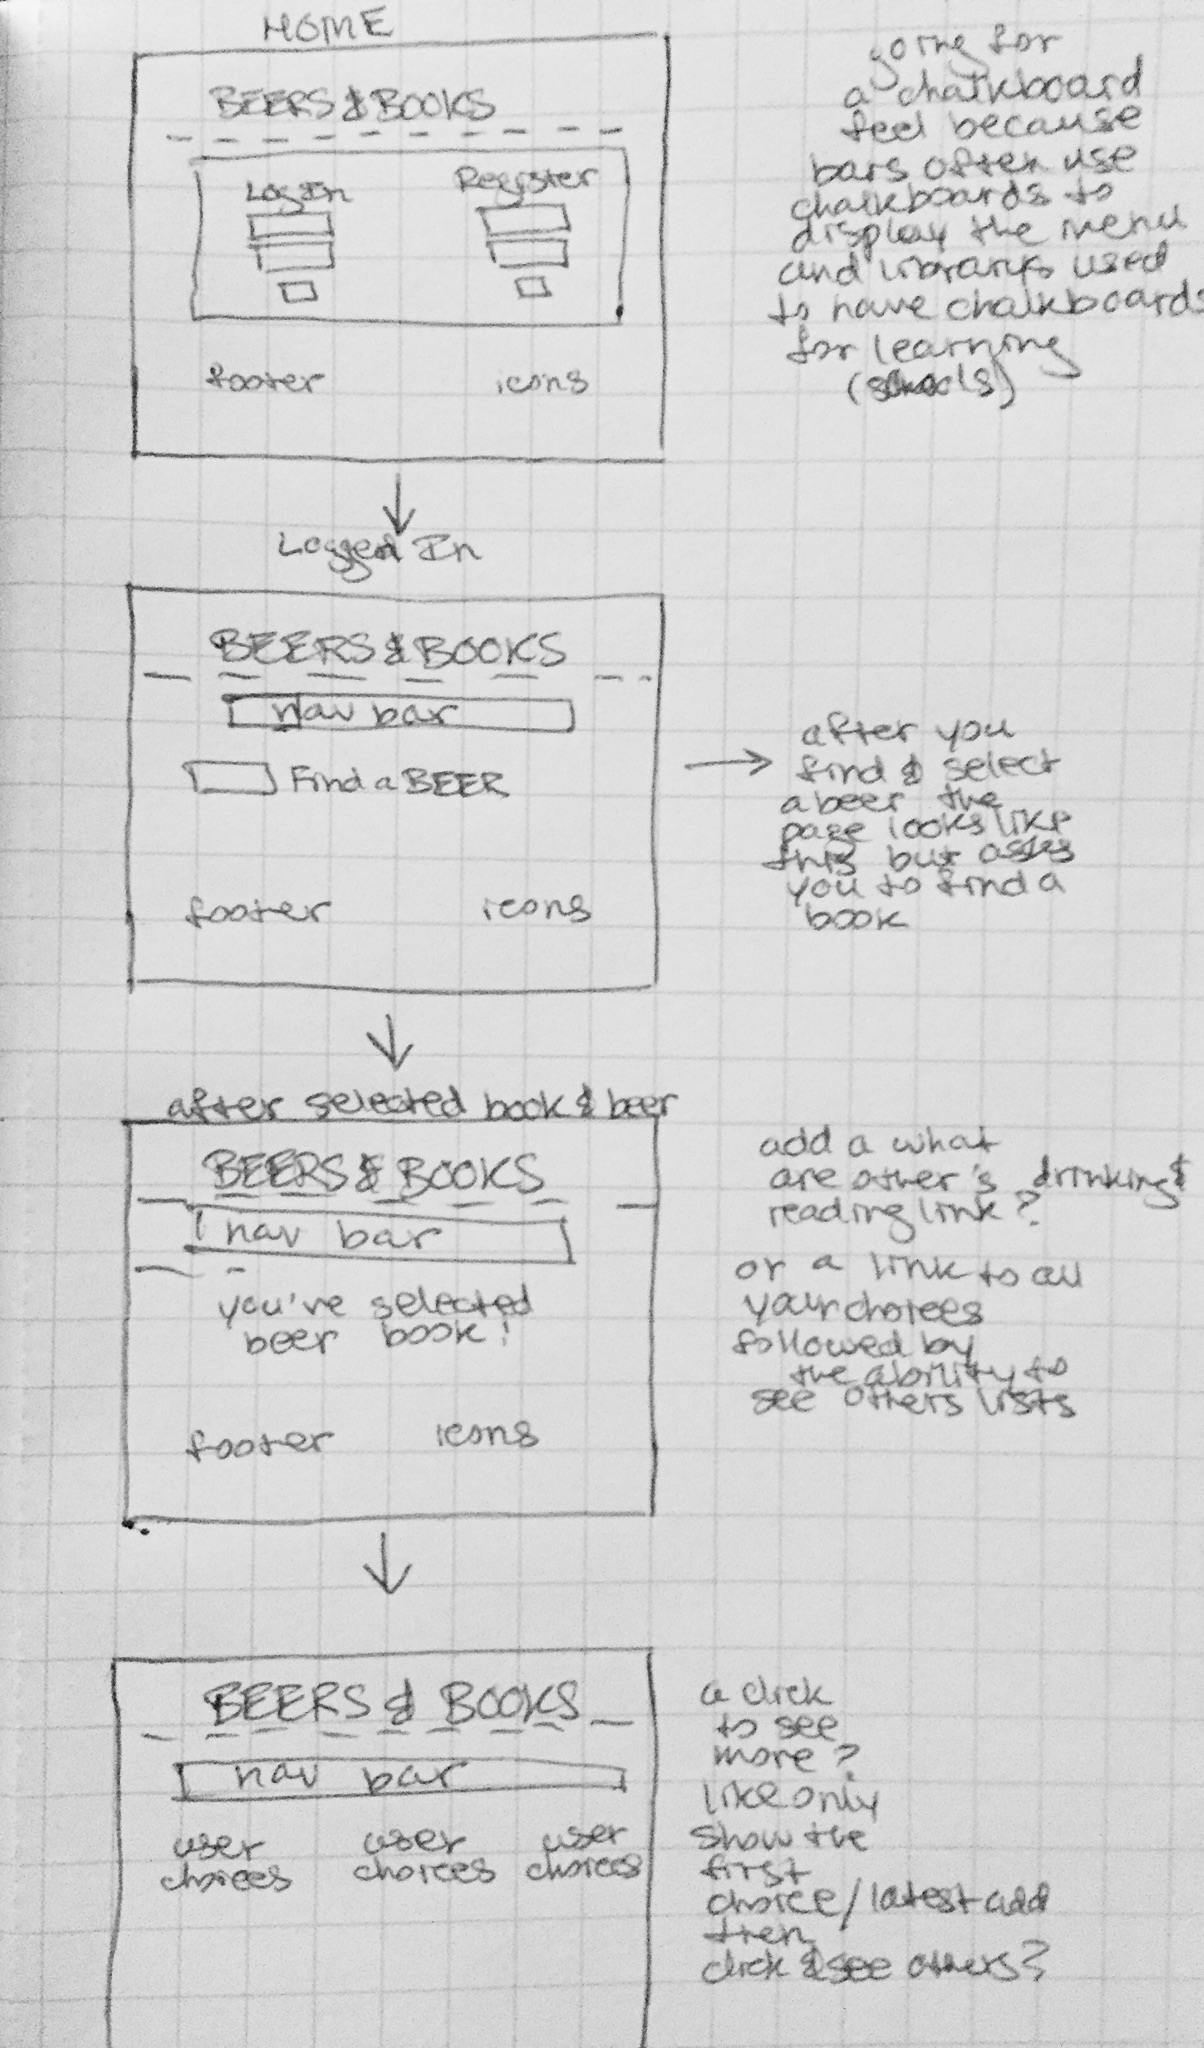 HOME
BEERS & BOOKS
Log In
Register
footer
icons
going for
a chalkboard
feel because
bars often use
chalkboards to
display the menu
and librarys used
to have chalkboards
for learning
(schools)
Logged In
BEERS & BOOKS
nav bar
Find a BEER
footer
icons
after you
find & select
a beer the
page looks like
this but asks
you to find a
book
after selected book & beer
BEERS & BOOKS
nav bar
you've selected
beer book!
footer
icons
add a what
are other's drinking &
reading link?
or a link to all
your choices
followed by
the ability to
see others lists
BEERS & BOOKS
nav bar
user
choices
user
choices
user
choices
a click
to see
more?
like only
show the
first
choice/latest add
then
click & see others?